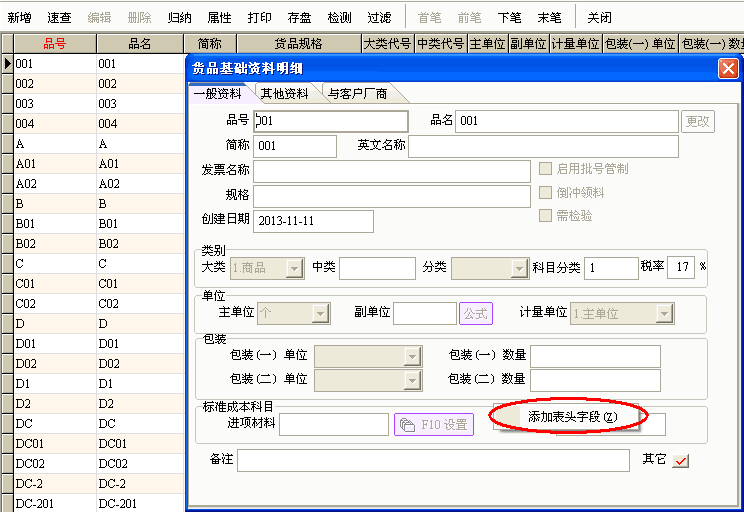 新增 速查 编辑 删除 归纳 属性 打印 存盘 检测 过滤 首笔 前笔 下笔 末笔 关闭
品号 品名 简称 货品规格 大类代号 中类代号 主单位 副单位 计量单位 包装(一) 单位 包装(一) 数
001 001
002 002
003 003
004 004
A A
A01 A01
A02 A02
B B
B01 B01
B02 B02
C C
C01 C01
C02 C02
D D
D01 D01
D02 D02
D1 D1
D2 D2
DC DC
DC01 DC01
DC02 DC02
DC-2 DC-2
DC-201 DC-201
货品基础资料明细
一般资料 其他资料 与客户厂商
品号 001 品名 001 更改
简称 001 英文名称
发票名称 启用批号管制
规格 倒冲领料
创建日期 2013-11-11 需检验
类别
大类 1.商品 中类 分类 科目分类 1 税率 17 %
单位
主单位 个 副单位 公式 计量单位 1.主单位
包装
包装(一) 单位 包装(一) 数量
包装(二) 单位 包装(二) 数量
标准成本科目
进项材料 F10 设置 添加表头字段(Z)
备注 其它